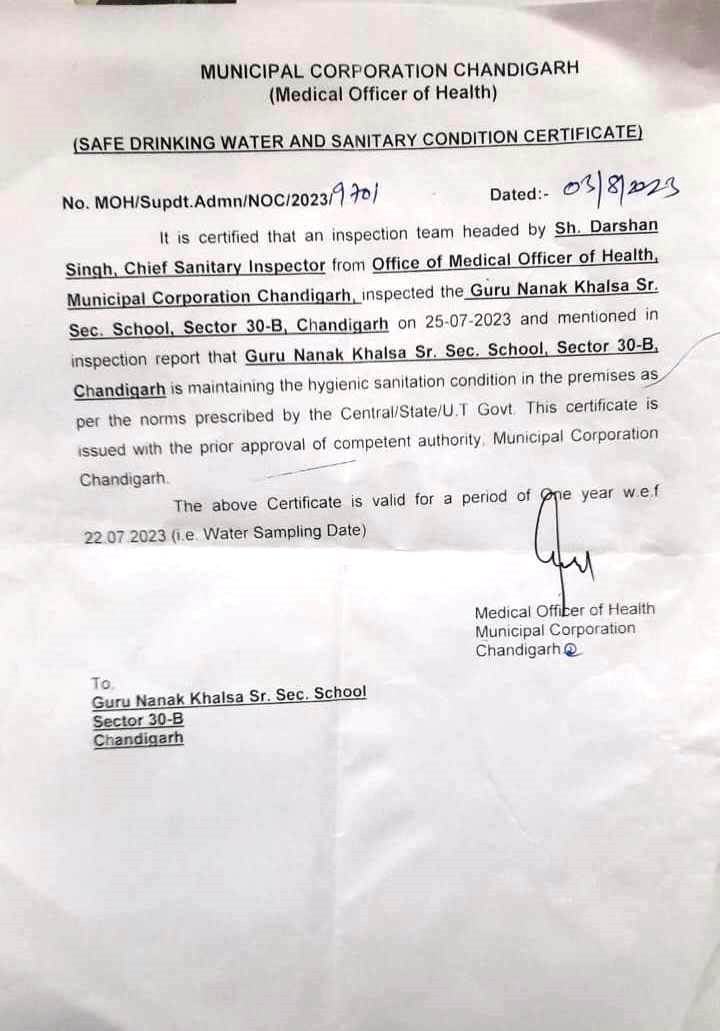 MUNICIPAL CORPORATION CHANDIGARH
(Medical Officer of Health)
(SAFE DRINKING WATER AND SANITARY CONDITION CERTIFICATE)
No. MOH/Supdt.Admn/NOC/2023/9701 Dated:- 03/8/2023
It is certified that an inspection team headed by Sh. Darshan
Singh, Chief Sanitary Inspector from Office of Medical Officer of Health,
Municipal Corporation Chandigarh, inspected the Guru Nanak Khalsa Sr.
Sec. School, Sector 30-B, Chandigarh on 25-07-2023 and mentioned in
inspection report that Guru Nanak Khalsa Sr. Sec. School, Sector 30-B,
Chandigarh is maintaining the hygienic sanitation condition in the premises as
per the norms prescribed by the Central/State/U.T Govt. This certificate is
issued with the prior approval of competent authority, Municipal Corporation
Chandigarh.
The above Certificate is valid for a period of One year w.e.f
22.07.2023 (i.e. Water Sampling Date)
Medical Officer of Health
Municipal Corporation
Chandigarh
To,
Guru Nanak Khalsa Sr. Sec. School
Sector 30-B
Chandigarh